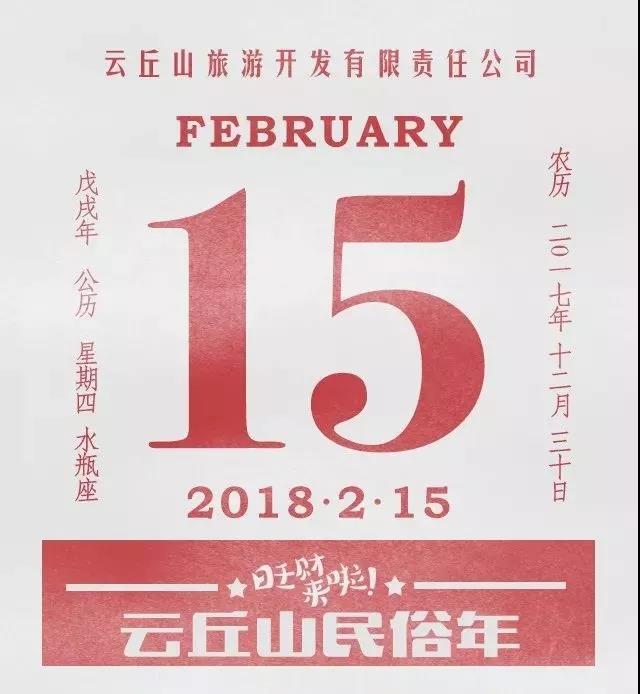 云丘山旅游开发有限责任公司
FEBRUARY
15
戊戌年 公历 星期四 水瓶座
农历 二〇一七年十二月三十日
2018·2·15
旺财来啦!
云丘山民俗年